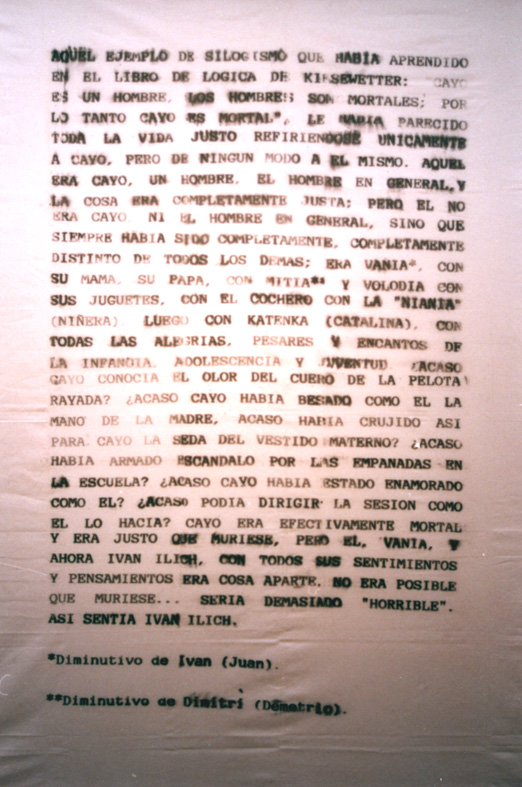 AQUEL EJEMPLO DE SILOGISMO QUE HABIA APRENDIDO
EN EL LIBRO DE LOGICA DE KIESEWETTER: "CAYO
ES UN HOMBRE, LOS HOMBRES SON MORTALES; POR
LO TANTO CAYO ES MORTAL", LE HABIA PARECIDO
TODA LA VIDA JUSTO REFIRIENDOSE UNICAMENTE
A CAYO, PERO DE NINGUN MODO A EL MISMO. AQUEL
ERA CAYO, UN HOMBRE, EL HOMBRE EN GENERAL, Y
LA COSA ERA COMPLETAMENTE JUSTA; PERO EL NO
ERA CAYO NI EL HOMBRE EN GENERAL, SINO QUE
SIEMPRE HABIA SIDO COMPLETAMENTE, COMPLETAMENTE
DISTINTO DE TODOS LOS DEMAS; ERA VANIA*, CON
SU MAMA, SU PAPA, CON MITIA** Y VOLODIA CON
SUS JUGUETES, CON EL COCHERO CON LA "NIANIA"
(NIÑERA). LUEGO CON KATENKA (CATALINA), CON
TODAS LAS ALEGRIAS, PESARES Y ENCANTOS DE
LA INFANCIA, ADOLESCENCIA Y JUVENTUD ¿ACASO
CAYO CONOCIA EL OLOR DEL CUERO DE LA PELOTA
RAYADA? ¿ACASO CAYO HABIA BESADO COMO EL LA
MANO DE LA MADRE, ACASO HABIA CRUJIDO ASI
PARA CAYO LA SEDA DEL VESTIDO MATERNO? ¿ACASO
HABIA ARMADO ESCANDALO POR LAS EMPANADAS EN
LA ESCUELA? ¿ACASO CAYO HABIA ESTADO ENAMORADO
COMO EL? ¿ACASO PODIA DIRIGIR LA SESION COMO
EL LO HACIA? CAYO ERA EFECTIVAMENTE MORTAL
Y ERA JUSTO QUE MURIESE, PERO EL, VANIA, Y
AHORA IVAN ILICH, CON TODOS SUS SENTIMIENTOS
Y PENSAMIENTOS ERA COSA APARTE, NO ERA POSIBLE
QUE MURIESE... SERIA DEMASIADO "HORRIBLE".
ASI SENTIA IVAN ILICH.
*Diminutivo de Ivan (Juan).
**Diminutivo de Dimitri (Demetrio).